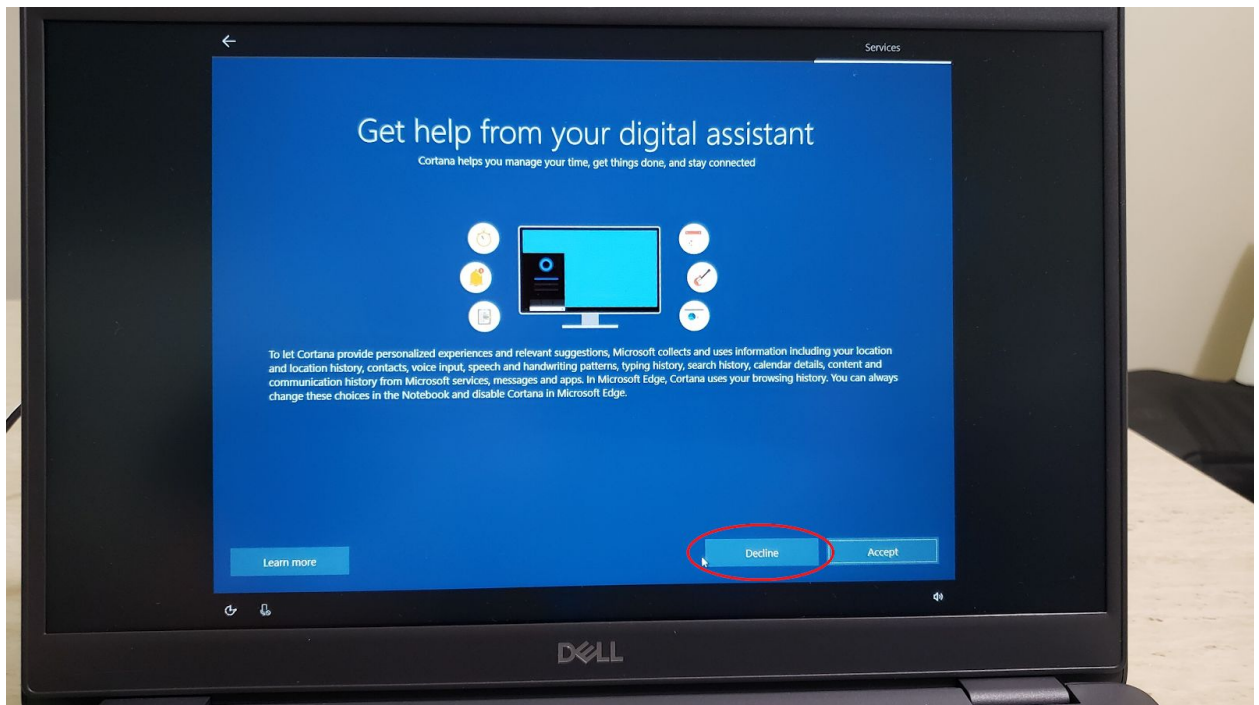 Services
Get help from your digital assistant
Cortana helps you manage your time, get things done, and stay connected
To let Cortana provide personalized experiences and relevant suggestions, Microsoft collects and uses information including your location
and location history, contacts, voice input, speech and handwriting patterns, typing history, search history, calendar details, content and
communication history from Microsoft services, messages and apps. In Microsoft Edge, Cortana uses your browsing history. You can always
change these choices in the Notebook and disable Cortana in Microsoft Edge.
Learn more
Decline
Accept
DELL